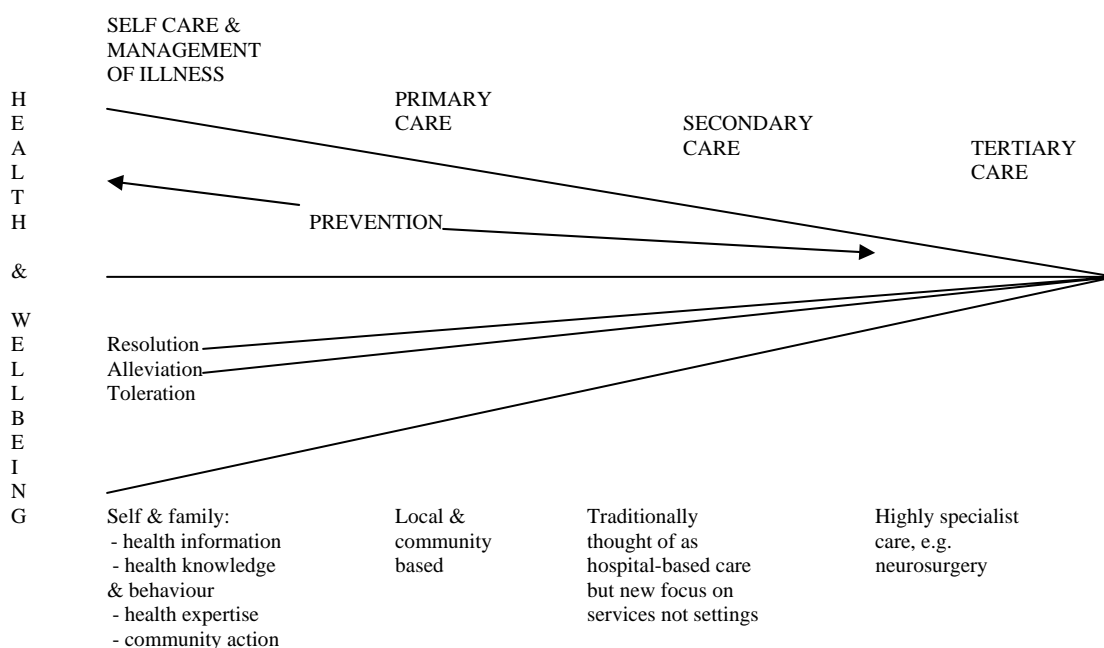 SELF CARE &
MANAGEMENT
OF ILLNESS
PRIMARY
CARE
SECONDARY
CARE
TERTIARY
CARE
H
E
A
L
T
H
&
W
E
L
L
B
E
I
N
G
PREVENTION
Resolution
Alleviation
Toleration
Self & family:
- health information
- health knowledge
& behaviour
- health expertise
- community action
Local &
community
based
Traditionally
thought of as
hospital-based care
but new focus on
services not settings
Highly specialist
care, e.g.
neurosurgery